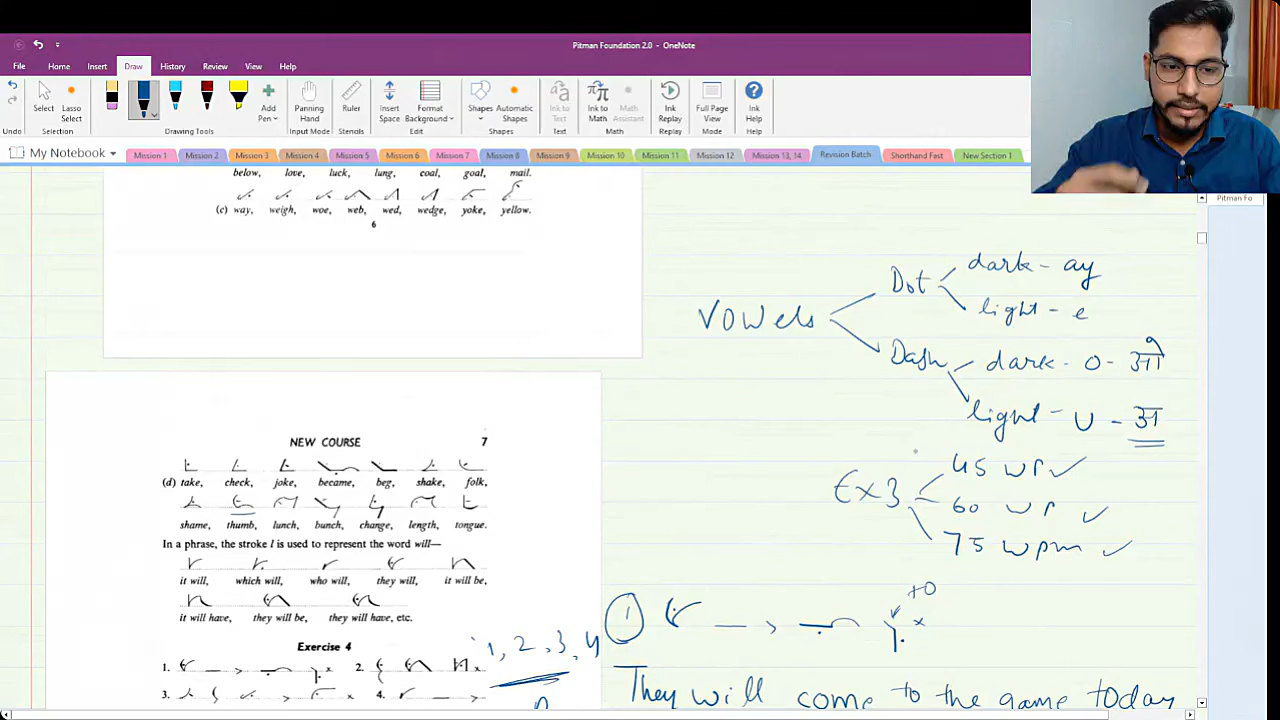 Pitman Foundation 2.0 - OneNote
File Home Insert Draw History Review View Help
Undo
Select
Lasso Select
Add Pen
Panning Hand
Ruler
Insert Space
Format Background
Shapes
Automatic Shapes
Ink to Text
Ink to Math
Math Assistant
Full Page View
Ink Replay
Ink Help
Undo Selection Drawing Tools Input Mode Stencils Edit Shapes Text Math Replay View Help
My Notebook Mission 1 Mission 2 Mission 3 Mission 4 Mission 5 Mission 6 Mission 7 Mission 8 Mission 9 Mission 10 Mission 11 Mission 12 Mission 13, 14 Revision Batch Shorthand Fast New Section 1
Pitman Fo
below, love, luck, lung, coal, goal, mail.
(c) way, weigh, woe, web, wed, wedge, yoke, yellow.
6
NEW COURSE 7
(d) take, check, joke, became, beg, shake, folk,
shame, thumb, lunch, bunch, change, length, tongue.
In a phrase, the stroke l is used to represent the word will—
it will, which will, who will, they will, it will be,
it will have, they will be, they will have, etc.
Exercise 4
1. 2.
3. 4.
1, 2, 3, 4
Vowels
Dot
dark - ay
light - e
Dash
dark - o - ओ
light - u - अ
Ex 3
45 wp
60 wp
75 wpm
+0
1
They will come to the game today